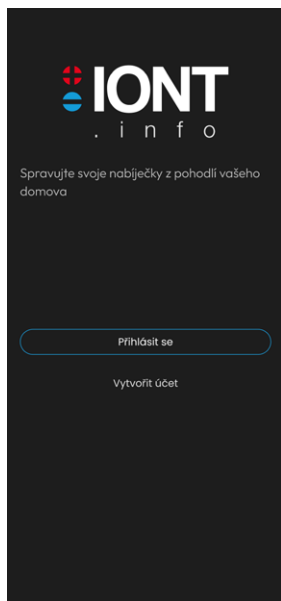 IONT
.info
Spravujte svoje nabíječky z pohodlí vašeho
domova
Přihlásit se
Vytvořit účet